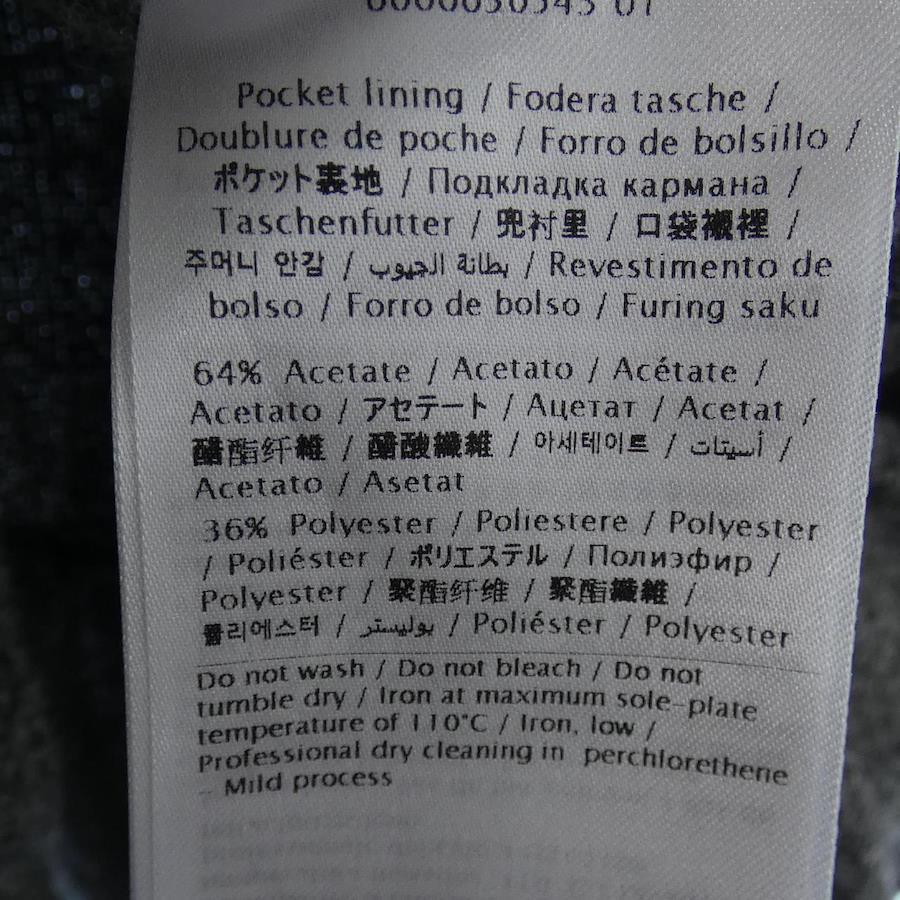 Pocket lining / Fodera tasche /
Doublure de poche / Forro de bolsillo /
ポケット裏地 / Подкладка кармана /
Taschenfutter / 兜衬里 / 口袋襯裡 /
주머니 안감 / بطانة الجيوب / Revestimento de
bolso / Forro de bolso / Furing saku
64% Acetate / Acetato / Acétate /
Acetato / アセテート / Ацетат / Acetat /
醋酯纤維 / 醋酸纖維 / 아세테이트 / أسيتات /
Acetato / Asetat
36% Polyester / Poliestere / Polyester
/ Poliéster / ポリエステル / Полиэфир /
Polyester / 聚酯纤维 / 聚酯纖維 /
폴리에스터 / بوليستر / Poliéster / Polyester
Do not wash / Do not bleach / Do not
tumble dry / Iron at maximum sole-plate
temperature of 110°C / Iron, low /
Professional dry cleaning in perchlorethene
- Mild process